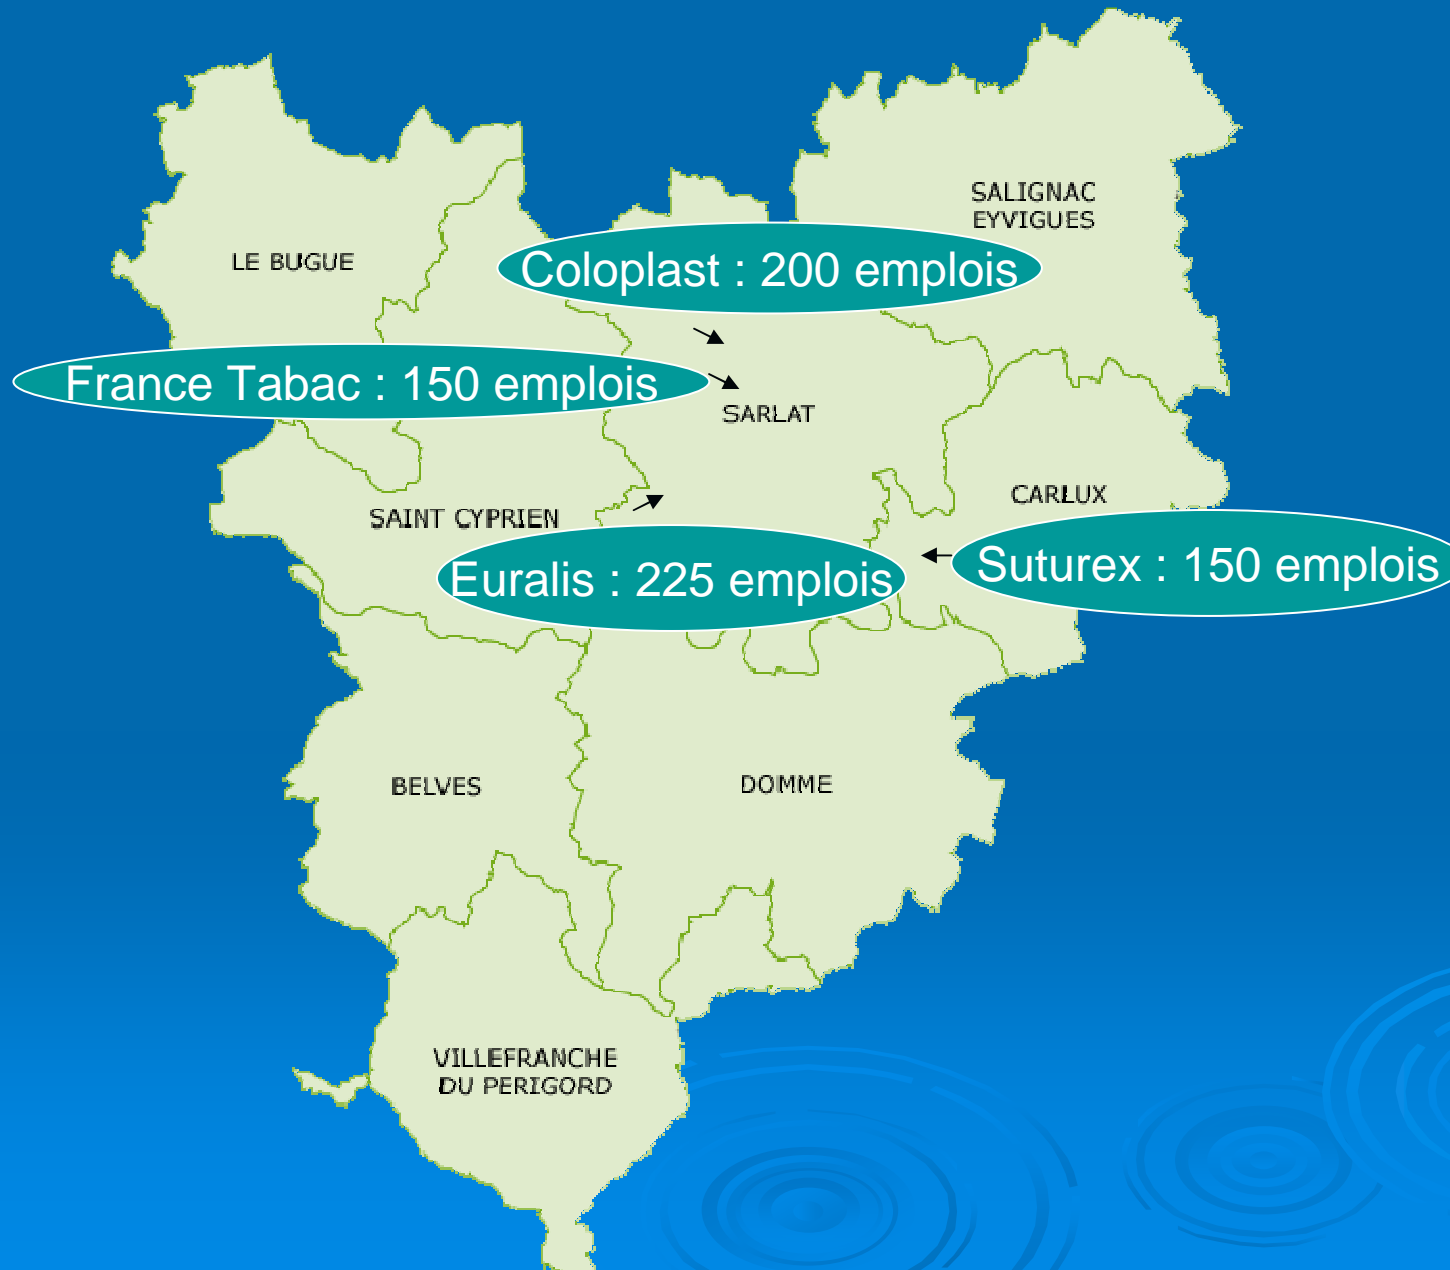 SALIGNAC
EYVIGUES
LE BUGUE
Coloplast : 200 emplois
France Tabac : 150 emplois
SARLAT
CARLUX
SAINT CYPRIEN
Euralis : 225 emplois
Suturex : 150 emplois
BELVES
DOMME
VILLEFRANCHE
DU PERIGORD